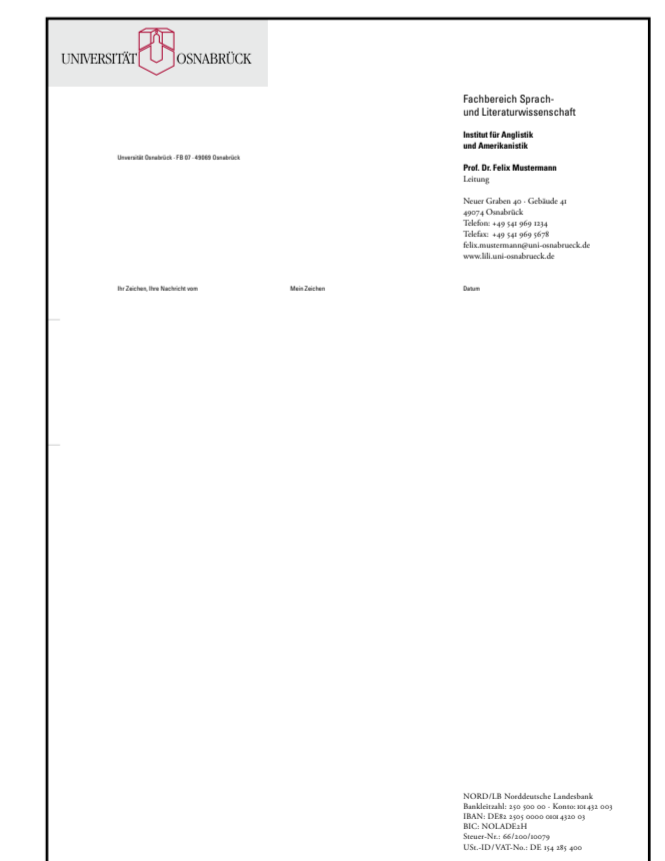 UNIVERSITÄT OSNABRÜCK
Fachbereich Sprach-
und Literaturwissenschaft
Institut für Anglistik
und Amerikanistik
Unversität Osnabrück · FB 07 · 49069 Osnabrück
Prof. Dr. Felix Mustermann
Leitung
Neuer Graben 40 · Gebäude 41
49074 Osnabrück
Telefon: +49 541 969 1234
Telefax: +49 541 969 5678
felix.mustermann@uni-osnabrueck.de
www.lili.uni-osnabrueck.de
Ihr Zeichen, Ihre Nachricht vom Mein Zeichen Datum
NORD/LB Norddeutsche Landesbank
Bankleitzahl: 250 500 00 · Konto: 101 432 003
IBAN: DE82 2505 0000 0101 4320 03
BIC: NOLADE2H
Steuer-Nr.: 66/200/10079
USt.-ID/VAT-No.: DE 154 285 400